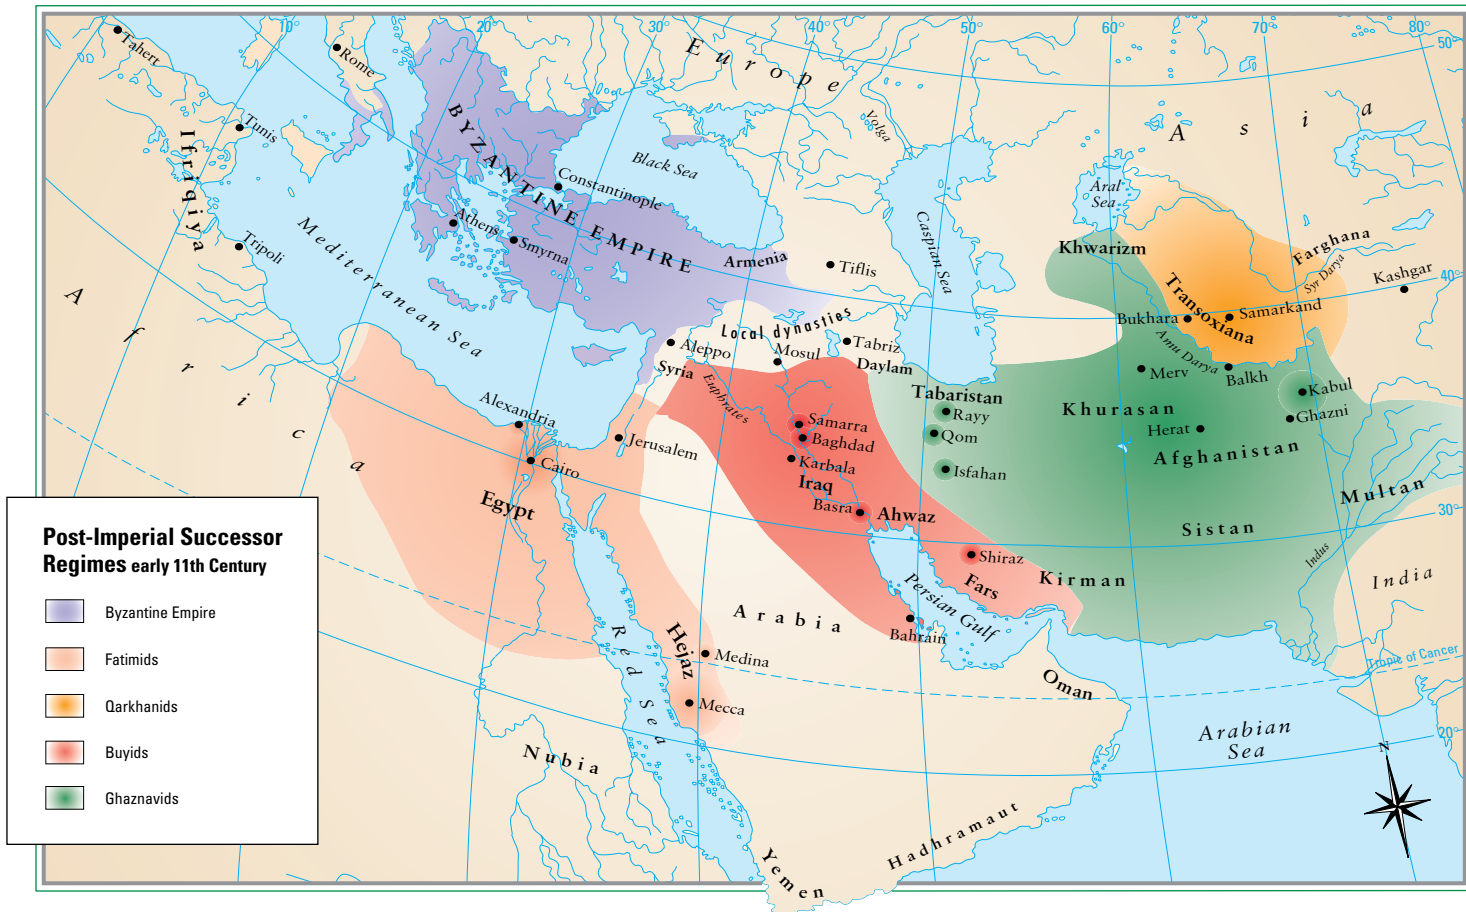 10°
20°
30°
40°
50°
60°
70°
80°
50°
Tahert
Rome
Europe
Asia
Volga
Tunis
Ifriqiya
BYZANTINE EMPIRE
Black Sea
Constantinople
Aral
Sea
Caspian Sea
Athens
Smyrna
Tripoli
Mediterranean Sea
Armenia
Tiflis
Khwarizm
Farghana
Syr Darya
Kashgar
40°
Transoxiana
Bukhara
Samarkand
Amu Darya
Africa
Local dynasties
Aleppo
Mosul
Tabriz
Daylam
Syria
Euphrates
Merv
Balkh
Kabul
Tabaristan
Rayy
Khurasan
Ghazni
Herat
Qom
Afghanistan
Alexandria
Jerusalem
Samarra
Baghdad
Cairo
Karbala
Isfahan
Iraq
Multan
Egypt
Basra
Ahwaz
30°
Sistan
Shiraz
Indus
Fars
Kirman
India
Persian Gulf
Arabia
Bahrain
Hejaz
Medina
Tropic of Cancer
Red Sea
Oman
Mecca
Arabian
Sea
20°
N
Nubia
Hadhramaut
Yemen
Post-Imperial Successor
Regimes early 11th Century
Byzantine Empire
Fatimids
Qarkhanids
Buyids
Ghaznavids